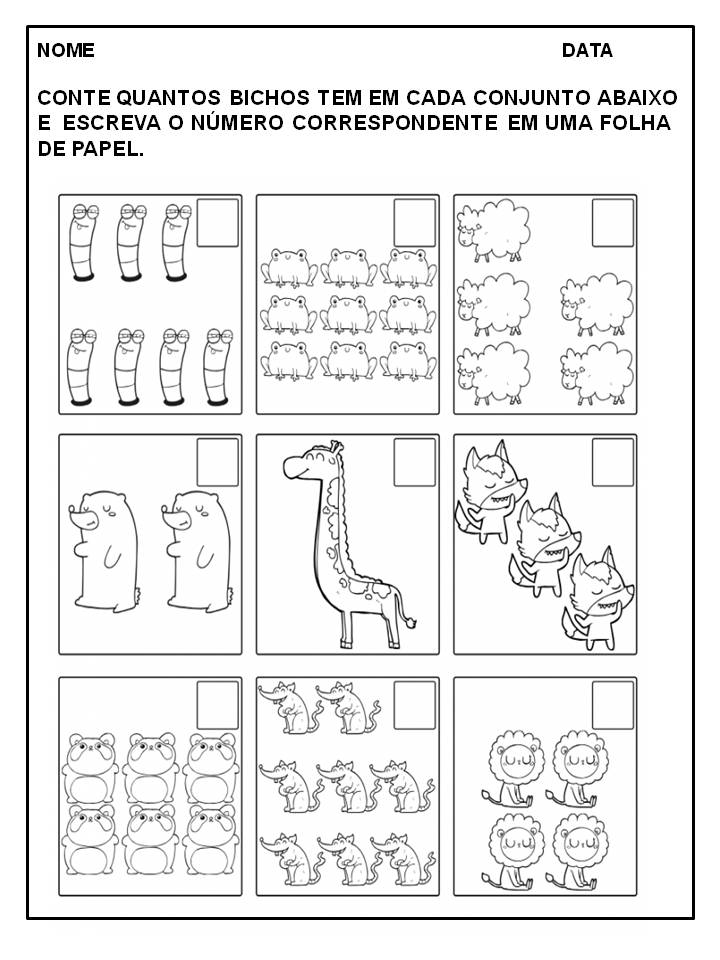 NOME DATA
CONTE QUANTOS BICHOS TEM EM CADA CONJUNTO ABAIXO
E ESCREVA O NÚMERO CORRESPONDENTE EM UMA FOLHA
DE PAPEL.